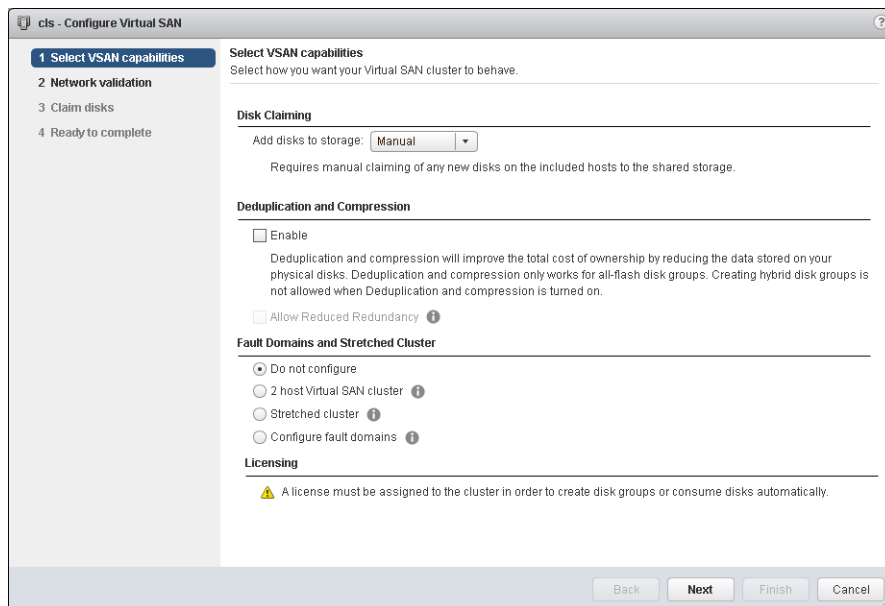 cls - Configure Virtual SAN
?
1 Select VSAN capabilities
2 Network validation
3 Claim disks
4 Ready to complete
Select VSAN capabilities
Select how you want your Virtual SAN cluster to behave.
Disk Claiming
Add disks to storage: Manual
Requires manual claiming of any new disks on the included hosts to the shared storage.
Deduplication and Compression
Enable
Deduplication and compression will improve the total cost of ownership by reducing the data stored on your
physical disks. Deduplication and compression only works for all-flash disk groups. Creating hybrid disk groups is
not allowed when Deduplication and compression is turned on.
Allow Reduced Redundancy
Fault Domains and Stretched Cluster
Do not configure
2 host Virtual SAN cluster
Stretched cluster
Configure fault domains
Licensing
A license must be assigned to the cluster in order to create disk groups or consume disks automatically.
Back Next Finish Cancel